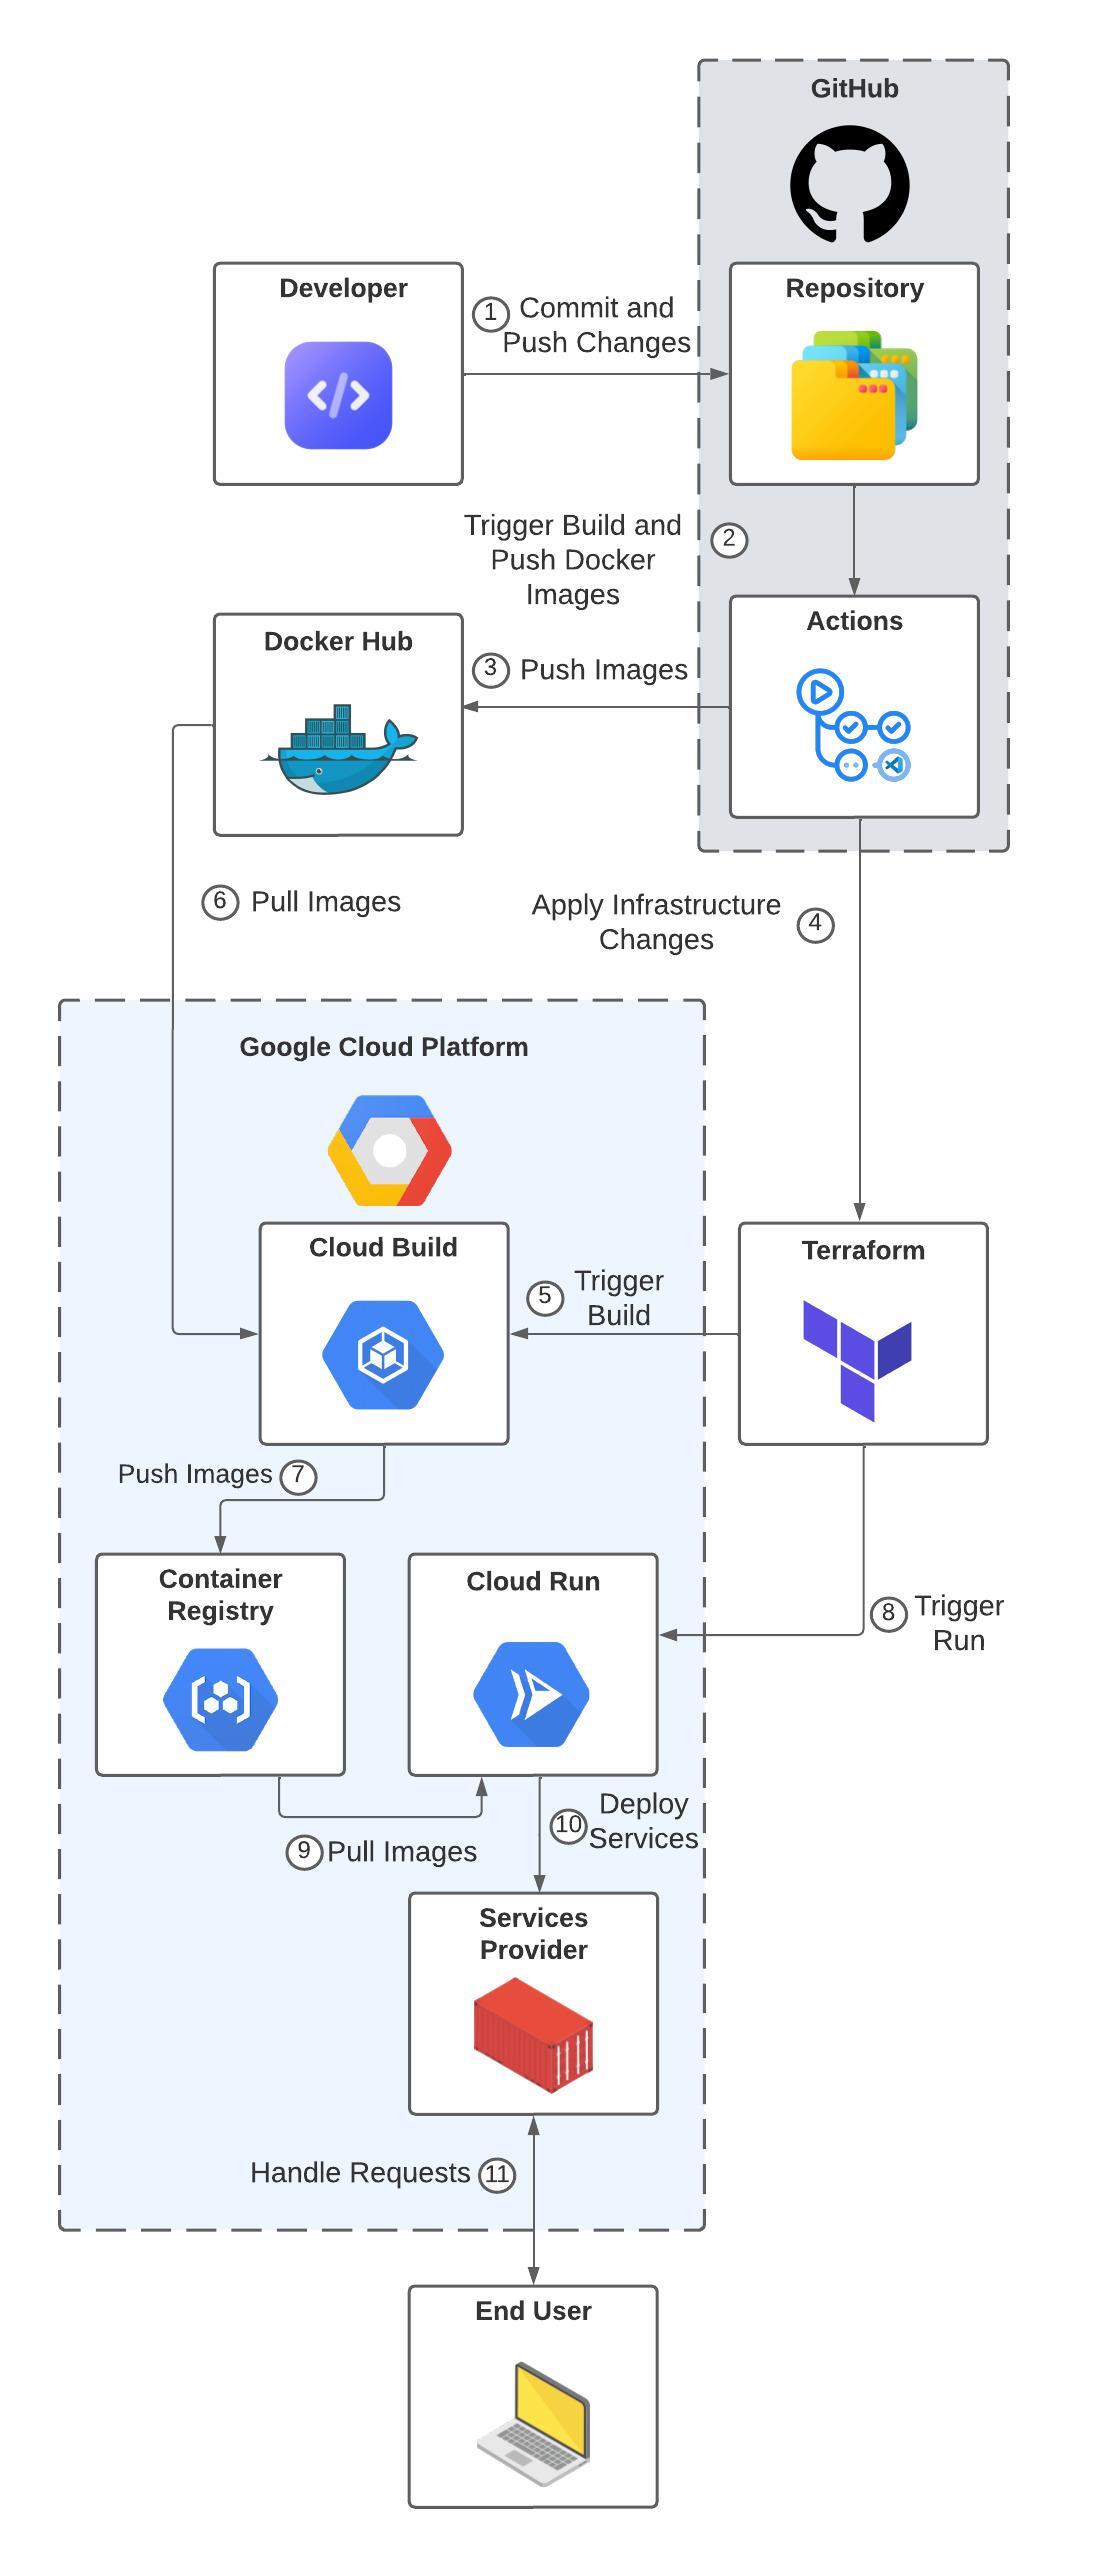 GitHub
Developer
Repository
1
Commit and
Push Changes
Trigger Build and
Push Docker
Images
2
Docker Hub
Actions
3
Push Images
6
Pull Images
Apply Infrastructure
Changes
4
Google Cloud Platform
Cloud Build
Terraform
5
Trigger
Build
Push Images
7
Container
Registry
Cloud Run
8
Trigger
Run
9
Pull Images
10
Deploy
Services
Services
Provider
Handle Requests
11
End User